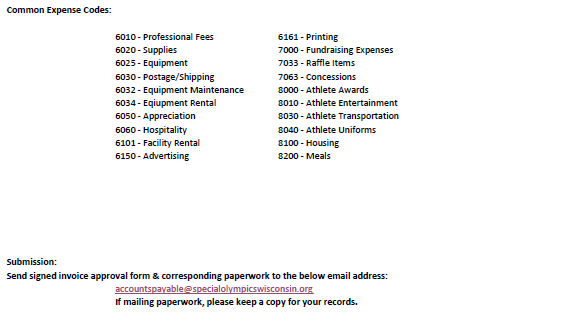 Common Expense Codes:
6010 - Professional Fees
6020 - Supplies
6025 - Equipment
6030 - Postage/Shipping
6032 - Equipment Maintenance
6034 - Eqiupment Rental
6050 - Appreciation
6060 - Hospitality
6101 - Facility Rental
6150 - Advertising
6161 - Printing
7000 - Fundraising Expenses
7033 - Raffle Items
7063 - Concessions
8000 - Athlete Awards
8010 - Athlete Entertainment
8030 - Athlete Transportation
8040 - Athlete Uniforms
8100 - Housing
8200 - Meals
Submission:
Send signed invoice approval form & corresponding paperwork to the below email address:
accountspayable@specialolympicswisconsin.org
If mailing paperwork, please keep a copy for your records.